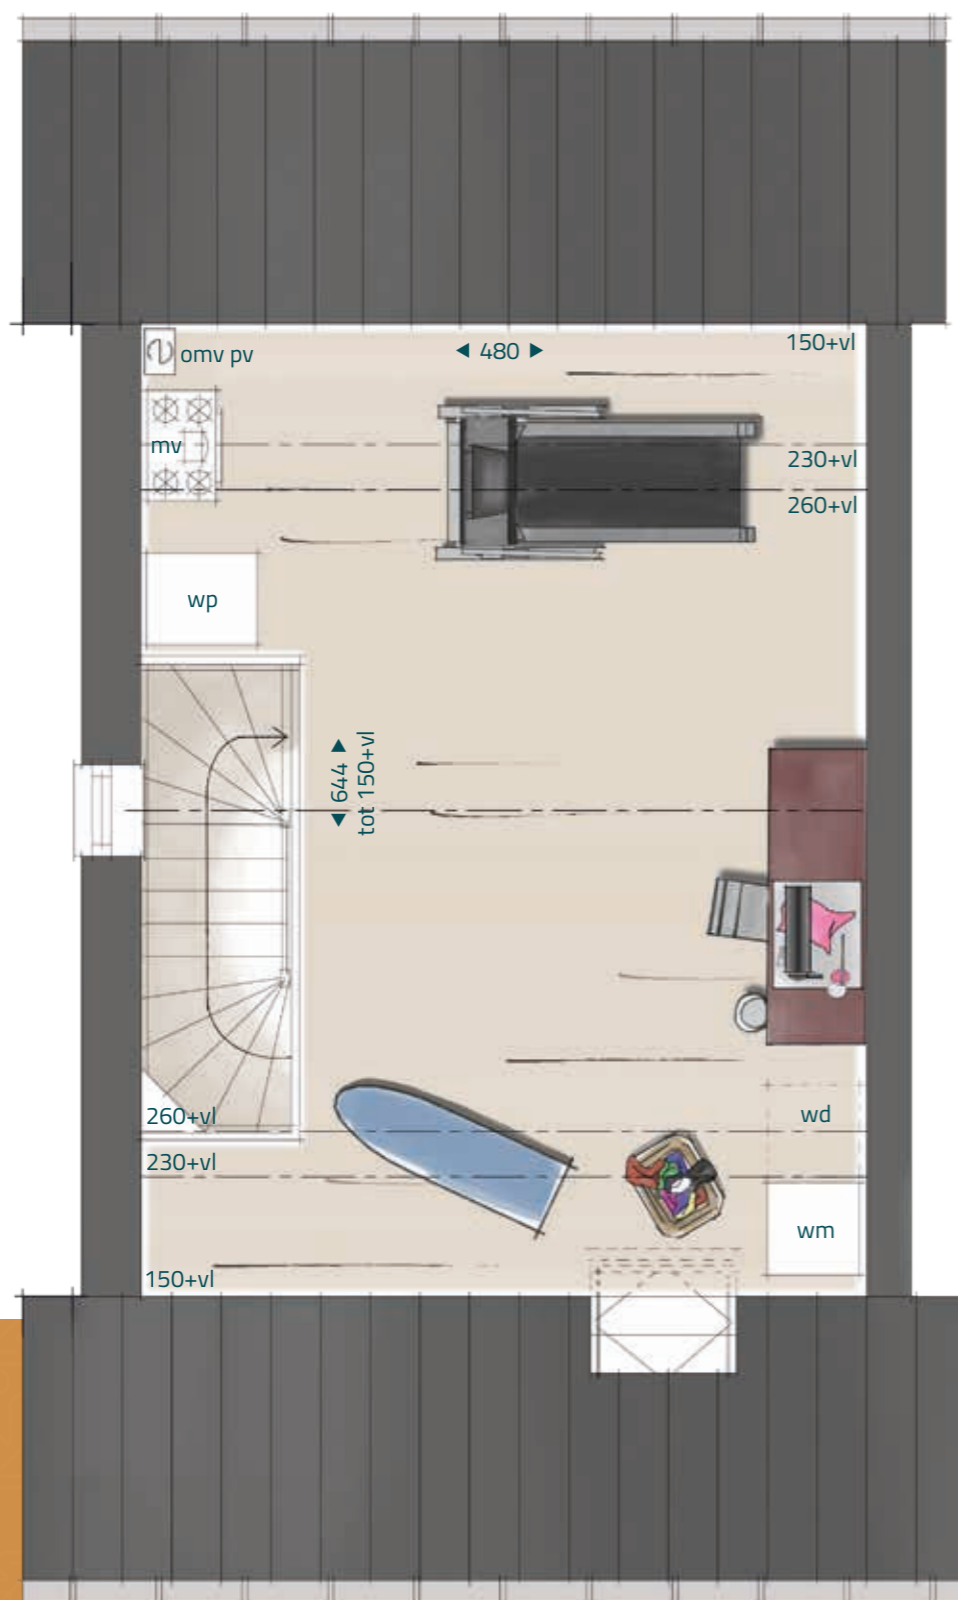 omv pv
◄ 480 ►
150+vl
mv
230+vl
260+vl
wp
◄ 644 ►
tot 150+vl
260+vl
wd
230+vl
wm
150+vl